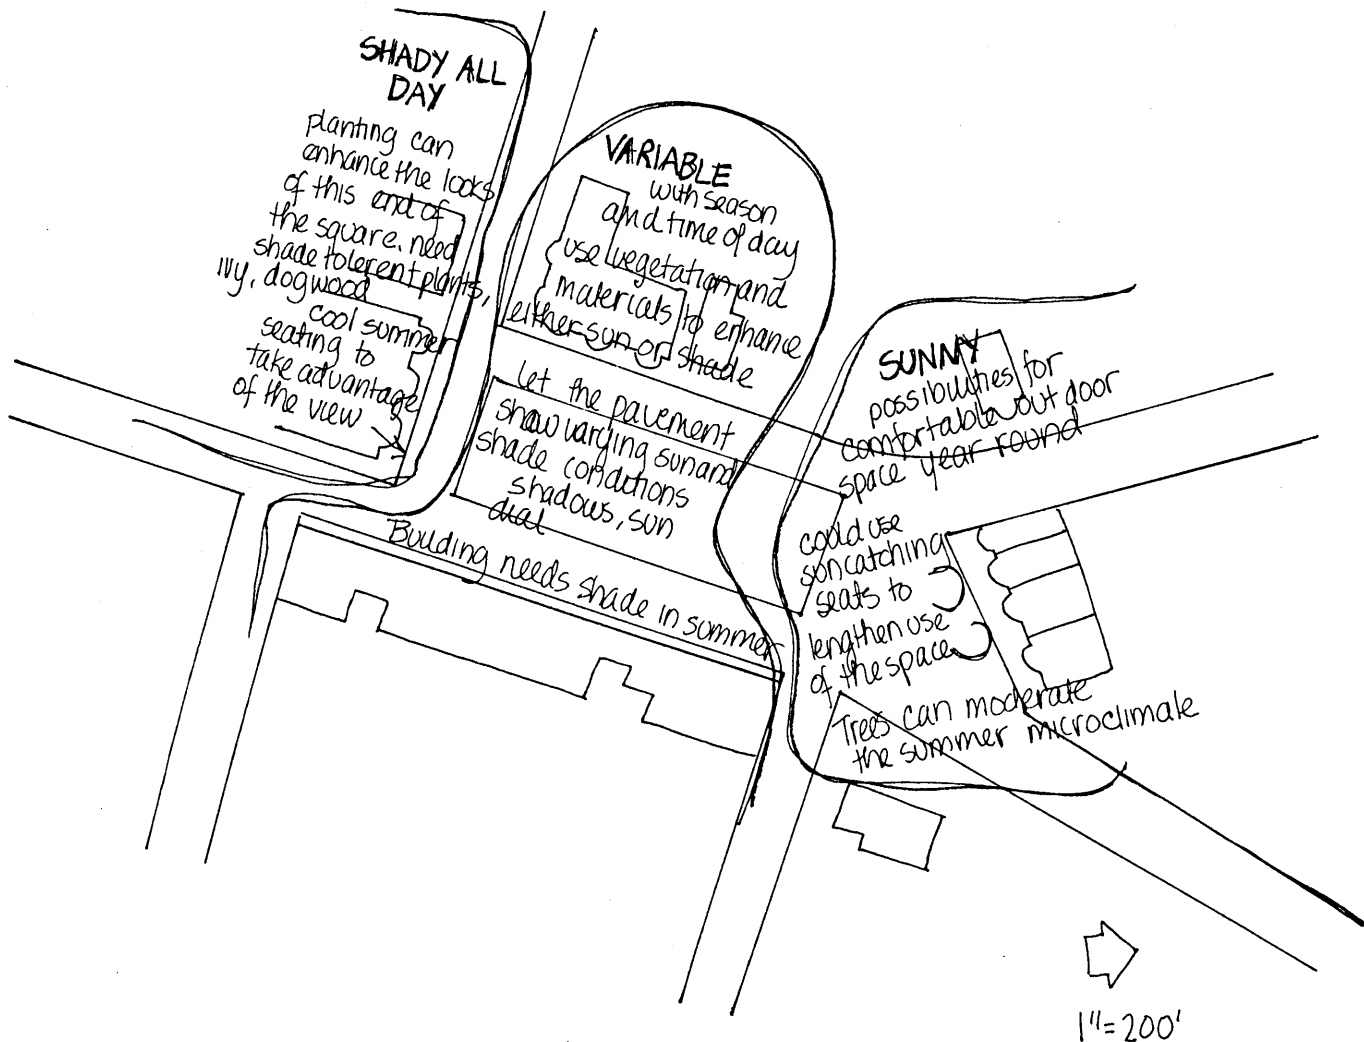 SHADY ALL
DAY
planting can
enhance the looks
of this end of
the square. need
shade tolerent plants,
ivy, dogwood
cool summer
seating to
take advantage
of the view
VARIABLE
with season
and time of day
use vegetation and
materials to enhance
either sun or shade
Let the pavement
show varying sun and
shade conditions
shadows, sun
dial
Building needs shade in summer
SUNNY
possibilities for
comfortable out door
space year round
could use
suncatching
seats to
lengthen use
of the space
Trees can moderate
the summer microclimate
1"=200'